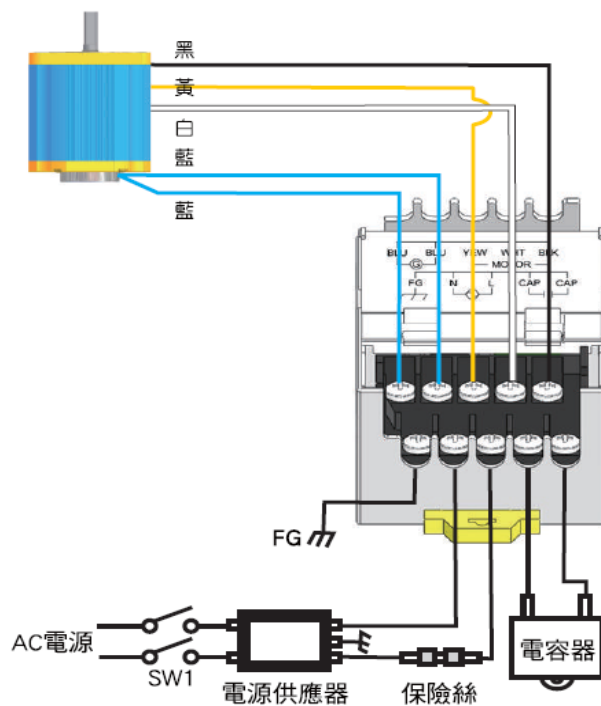 黑
黃
白
藍
藍
BLU BLU YEW WHT BLK
G MOTOR
FG N L CAP CAP
FG
AC電源
SW1
電源供應器
保險絲
電容器